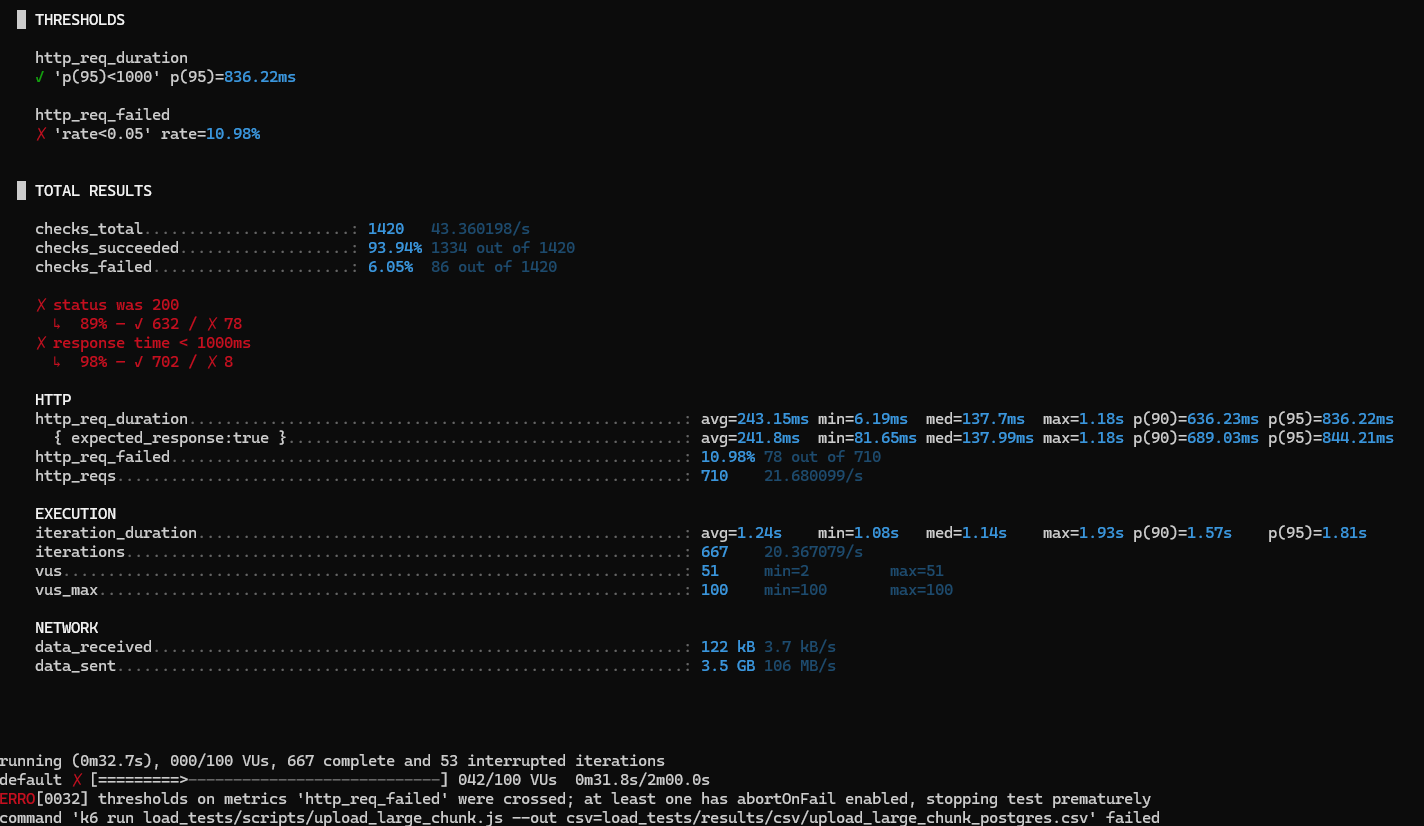 █ THRESHOLDS
http_req_duration
✓ 'p(95)<1000' p(95)=836.22ms
http_req_failed
✗ 'rate<0.05' rate=10.98%
█ TOTAL RESULTS
checks_total.......................: 1420 43.360198/s
checks_succeeded...................: 93.94% 1334 out of 1420
checks_failed......................: 6.05% 86 out of 1420
✗ status was 200
↳ 89% — ✓ 632 / ✗ 78
✗ response time < 1000ms
↳ 98% — ✓ 702 / ✗ 8
HTTP
http_req_duration.......................................................: avg=243.15ms min=6.19ms med=137.7ms max=1.18s p(90)=636.23ms p(95)=836.22ms
{ expected_response:true }............................................: avg=241.8ms min=81.65ms med=137.99ms max=1.18s p(90)=689.03ms p(95)=844.21ms
http_req_failed.........................................................: 10.98% 78 out of 710
http_reqs...............................................................: 710 21.680099/s
EXECUTION
iteration_duration......................................................: avg=1.24s min=1.08s med=1.14s max=1.93s p(90)=1.57s p(95)=1.81s
iterations..............................................................: 667 20.367079/s
vus.....................................................................: 51 min=2 max=51
vus_max.................................................................: 100 min=100 max=100
NETWORK
data_received...........................................................: 122 kB 3.7 kB/s
data_sent...............................................................: 3.5 GB 106 MB/s
running (0m32.7s), 000/100 VUs, 667 complete and 53 interrupted iterations
default ✗ [=========>----------------------------] 042/100 VUs 0m31.8s/2m00.0s
ERRO[0032] thresholds on metrics 'http_req_failed' were crossed; at least one has abortOnFail enabled, stopping test prematurely
command 'k6 run load_tests/scripts/upload_large_chunk.js --out csv=load_tests/results/csv/upload_large_chunk_postgres.csv' failed